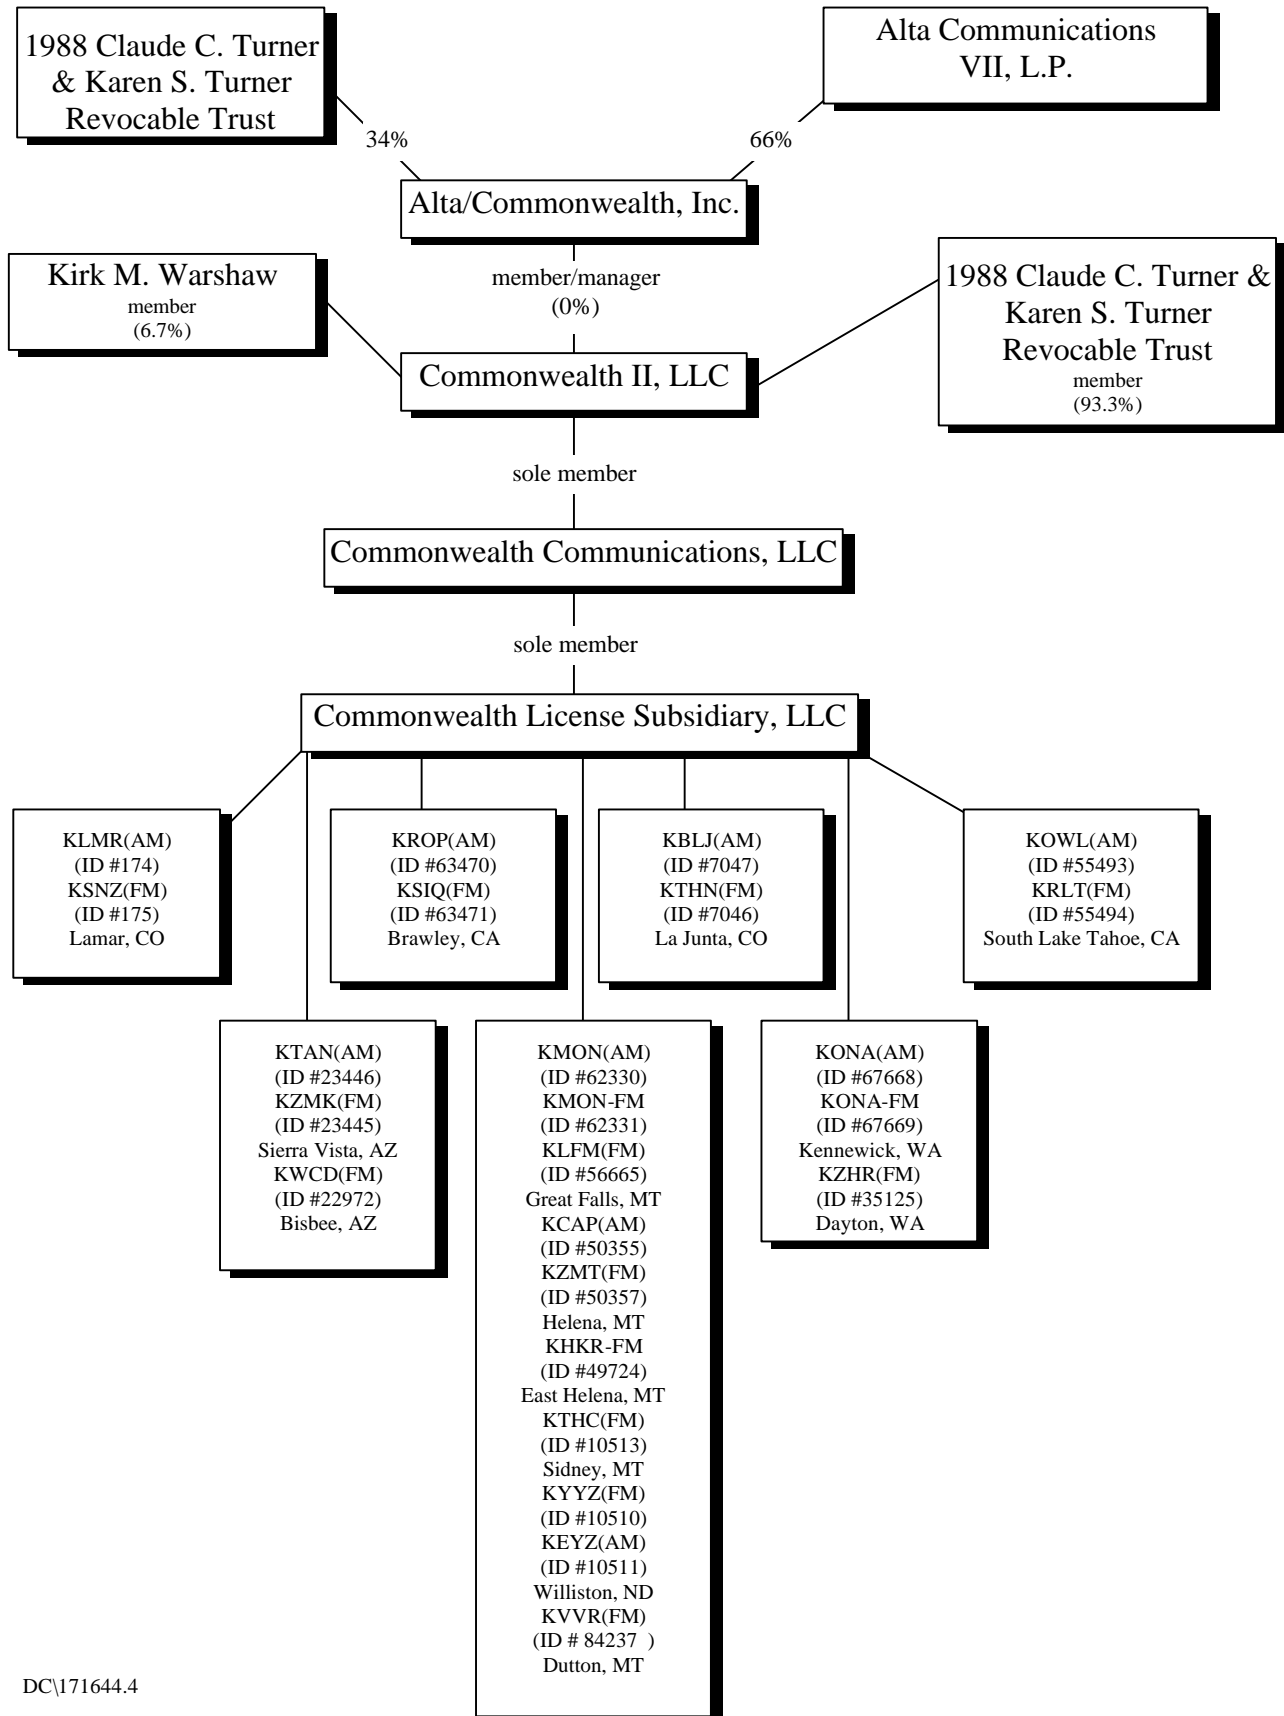 1988 Claude C. Turner
& Karen S. Turner
Revocable Trust
Alta Communications
VII, L.P.
34%
66%
Alta/Commonwealth, Inc.
Kirk M. Warshaw
member
(6.7%)
member/manager
(0%)
1988 Claude C. Turner &
Karen S. Turner
Revocable Trust
member
(93.3%)
Commonwealth II, LLC
sole member
Commonwealth Communications, LLC
sole member
Commonwealth License Subsidiary, LLC
KLMR(AM)
(ID #174)
KSNZ(FM)
(ID #175)
Lamar, CO
KROP(AM)
(ID #63470)
KSIQ(FM)
(ID #63471)
Brawley, CA
KBLJ(AM)
(ID #7047)
KTHN(FM)
(ID #7046)
La Junta, CO
KOWL(AM)
(ID #55493)
KRLT(FM)
(ID #55494)
South Lake Tahoe, CA
KTAN(AM)
(ID #23446)
KZMK(FM)
(ID #23445)
Sierra Vista, AZ
KWCD(FM)
(ID #22972)
Bisbee, AZ
KMON(AM)
(ID #62330)
KMON-FM
(ID #62331)
KLFM(FM)
(ID #56665)
Great Falls, MT
KCAP(AM)
(ID #50355)
KZMT(FM)
(ID #50357)
Helena, MT
KHKR-FM
(ID #49724)
East Helena, MT
KTHC(FM)
(ID #10513)
Sidney, MT
KYYZ(FM)
(ID #10510)
KEYZ(AM)
(ID #10511)
Williston, ND
KVVR(FM)
(ID # 84237 )
Dutton, MT
KONA(AM)
(ID #67668)
KONA-FM
(ID #67669)
Kennewick, WA
KZHR(FM)
(ID #35125)
Dayton, WA
DC\171644.4